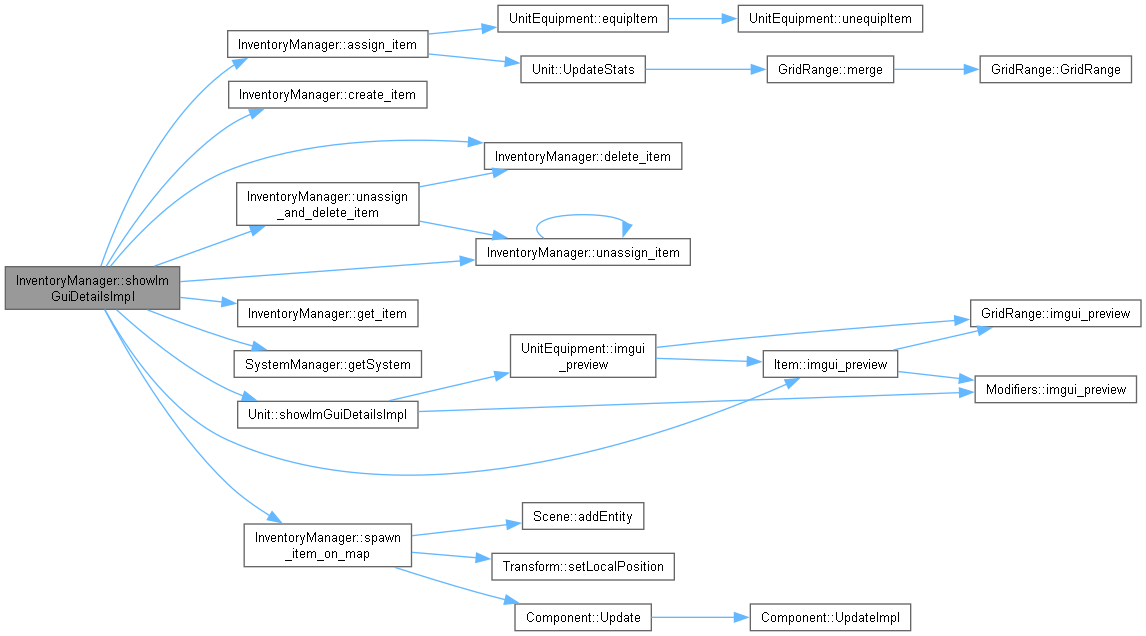 InventoryManager::showIm
GuiDetailsImpl
InventoryManager::assign_item
UnitEquipment::equipItem
UnitEquipment::unequipItem
Unit::UpdateStats
GridRange::merge
GridRange::GridRange
InventoryManager::create_item
InventoryManager::delete_item
InventoryManager::unassign
_and_delete_item
InventoryManager::unassign_item
InventoryManager::get_item
SystemManager::getSystem
Unit::showImGuiDetailsImpl
UnitEquipment::imgui
_preview
Item::imgui_preview
GridRange::imgui_preview
Modifiers::imgui_preview
InventoryManager::spawn
_item_on_map
Scene::addEntity
Transform::setLocalPosition
Component::Update
Component::UpdateImpl